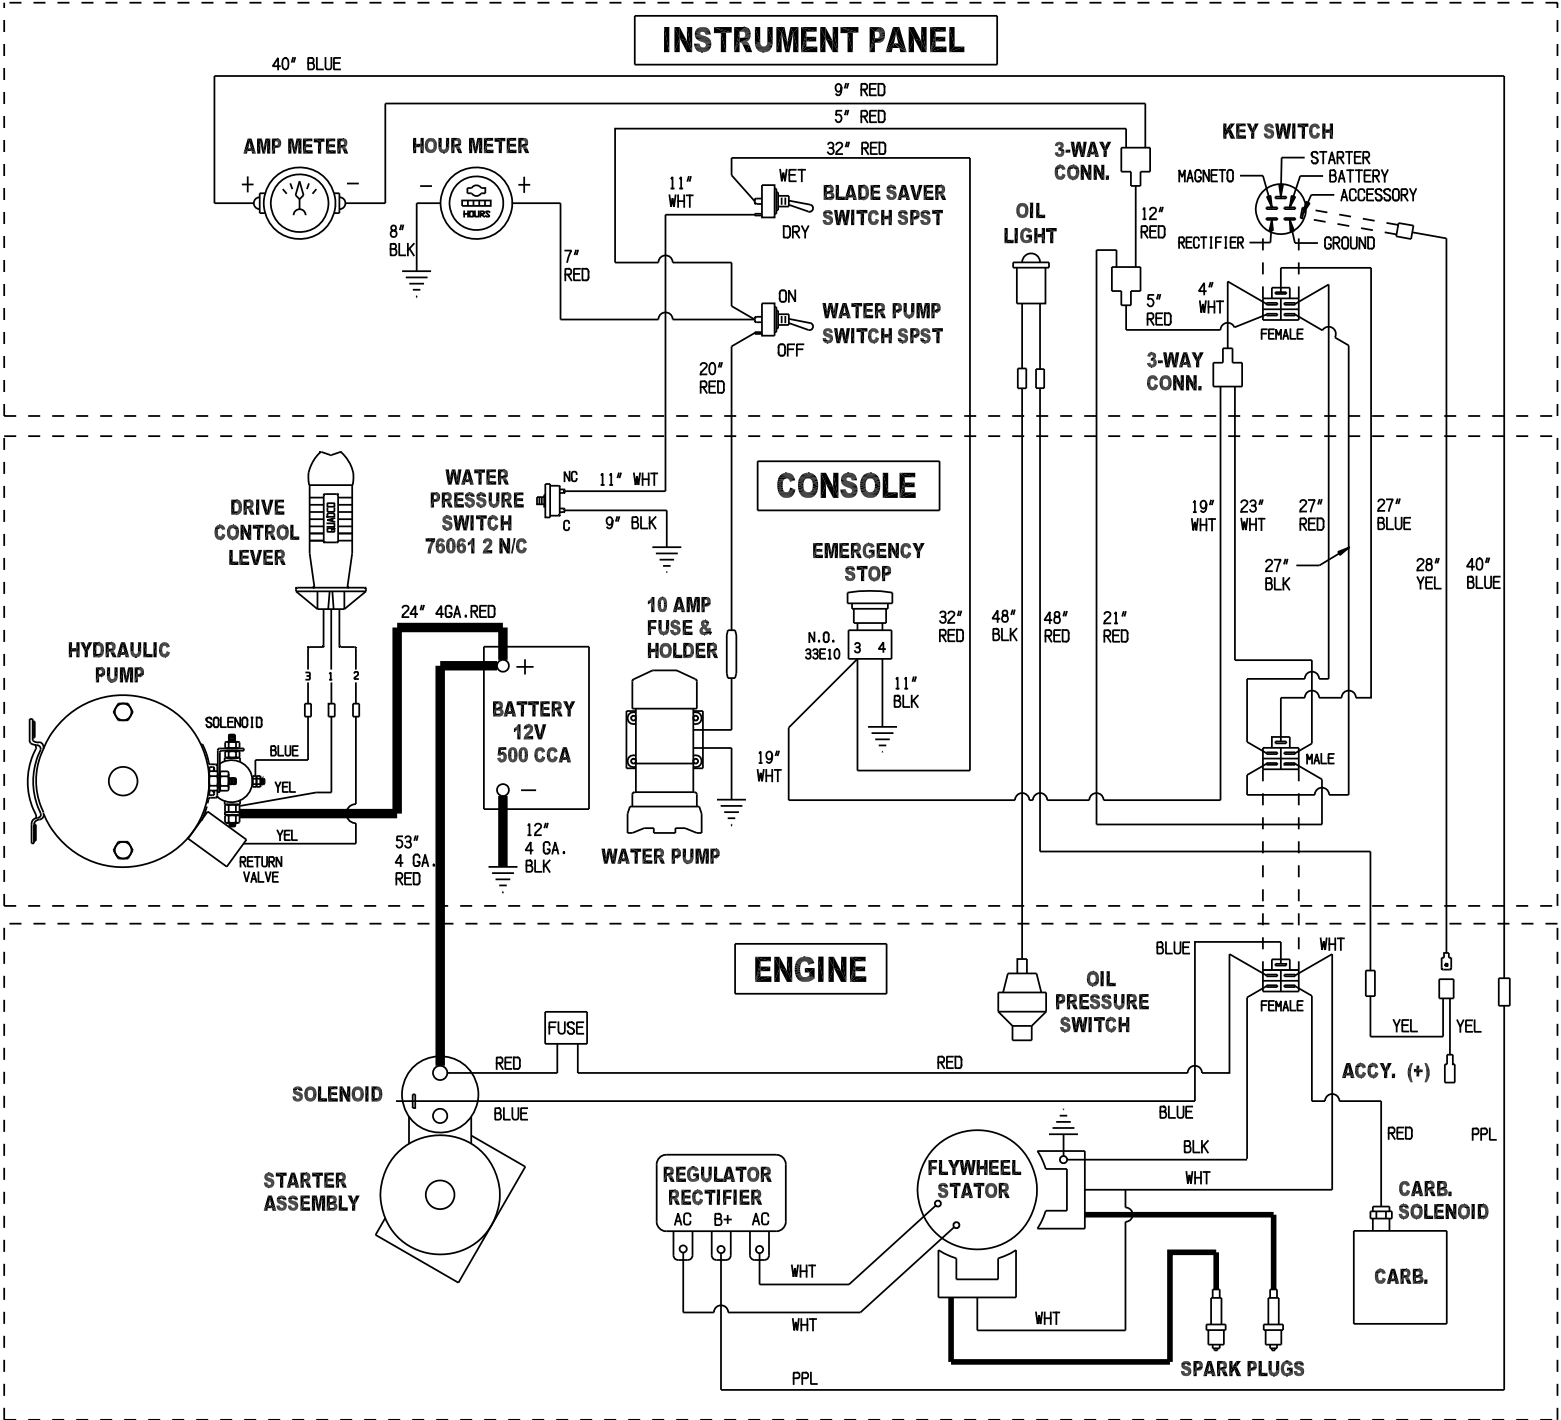 INSTRUMENT PANEL
40" BLUE
9" RED
5" RED
32" RED
AMP METER
+
−
HOUR METER
−
+
HOURS
8"
BLK
7"
RED
11"
WHT
WET
DRY
BLADE SAVER
SWITCH SPST
ON
OFF
WATER PUMP
SWITCH SPST
20"
RED
OIL
LIGHT
3-WAY
CONN.
12"
RED
5"
RED
4"
WHT
3-WAY
CONN.
KEY SWITCH
STARTER
BATTERY
ACCESSORY
MAGNETO
RECTIFIER
GROUND
FEMALE
CONSOLE
DRIVE
CONTROL
LEVER
QUADCO
WATER
PRESSURE
SWITCH
76061 2 N/C
NC
C
11" WHT
9" BLK
24" 4GA.RED
10 AMP
FUSE &
HOLDER
EMERGENCY
STOP
N.O.
33E10
3 4
11"
BLK
32"
RED
48"
BLK
48"
RED
21"
RED
19"
WHT
23"
WHT
27"
RED
27"
BLUE
27"
BLK
28"
YEL
40"
BLUE
HYDRAULIC
PUMP
SOLENOID
3 1 2
BLUE
YEL
YEL
RETURN
VALVE
BATTERY
12V
500 CCA
+
−
53"
4 GA.
RED
12"
4 GA.
BLK
WATER PUMP
19"
WHT
MALE
ENGINE
OIL
PRESSURE
SWITCH
BLUE
WHT
FEMALE
YEL
YEL
ACCY. (+)
FUSE
RED
RED
SOLENOID
BLUE
BLUE
STARTER
ASSEMBLY
REGULATOR
RECTIFIER
AC B+ AC
FLYWHEEL
STATOR
BLK
WHT
RED
PPL
CARB.
SOLENOID
CARB.
WHT
WHT
WHT
SPARK PLUGS
PPL